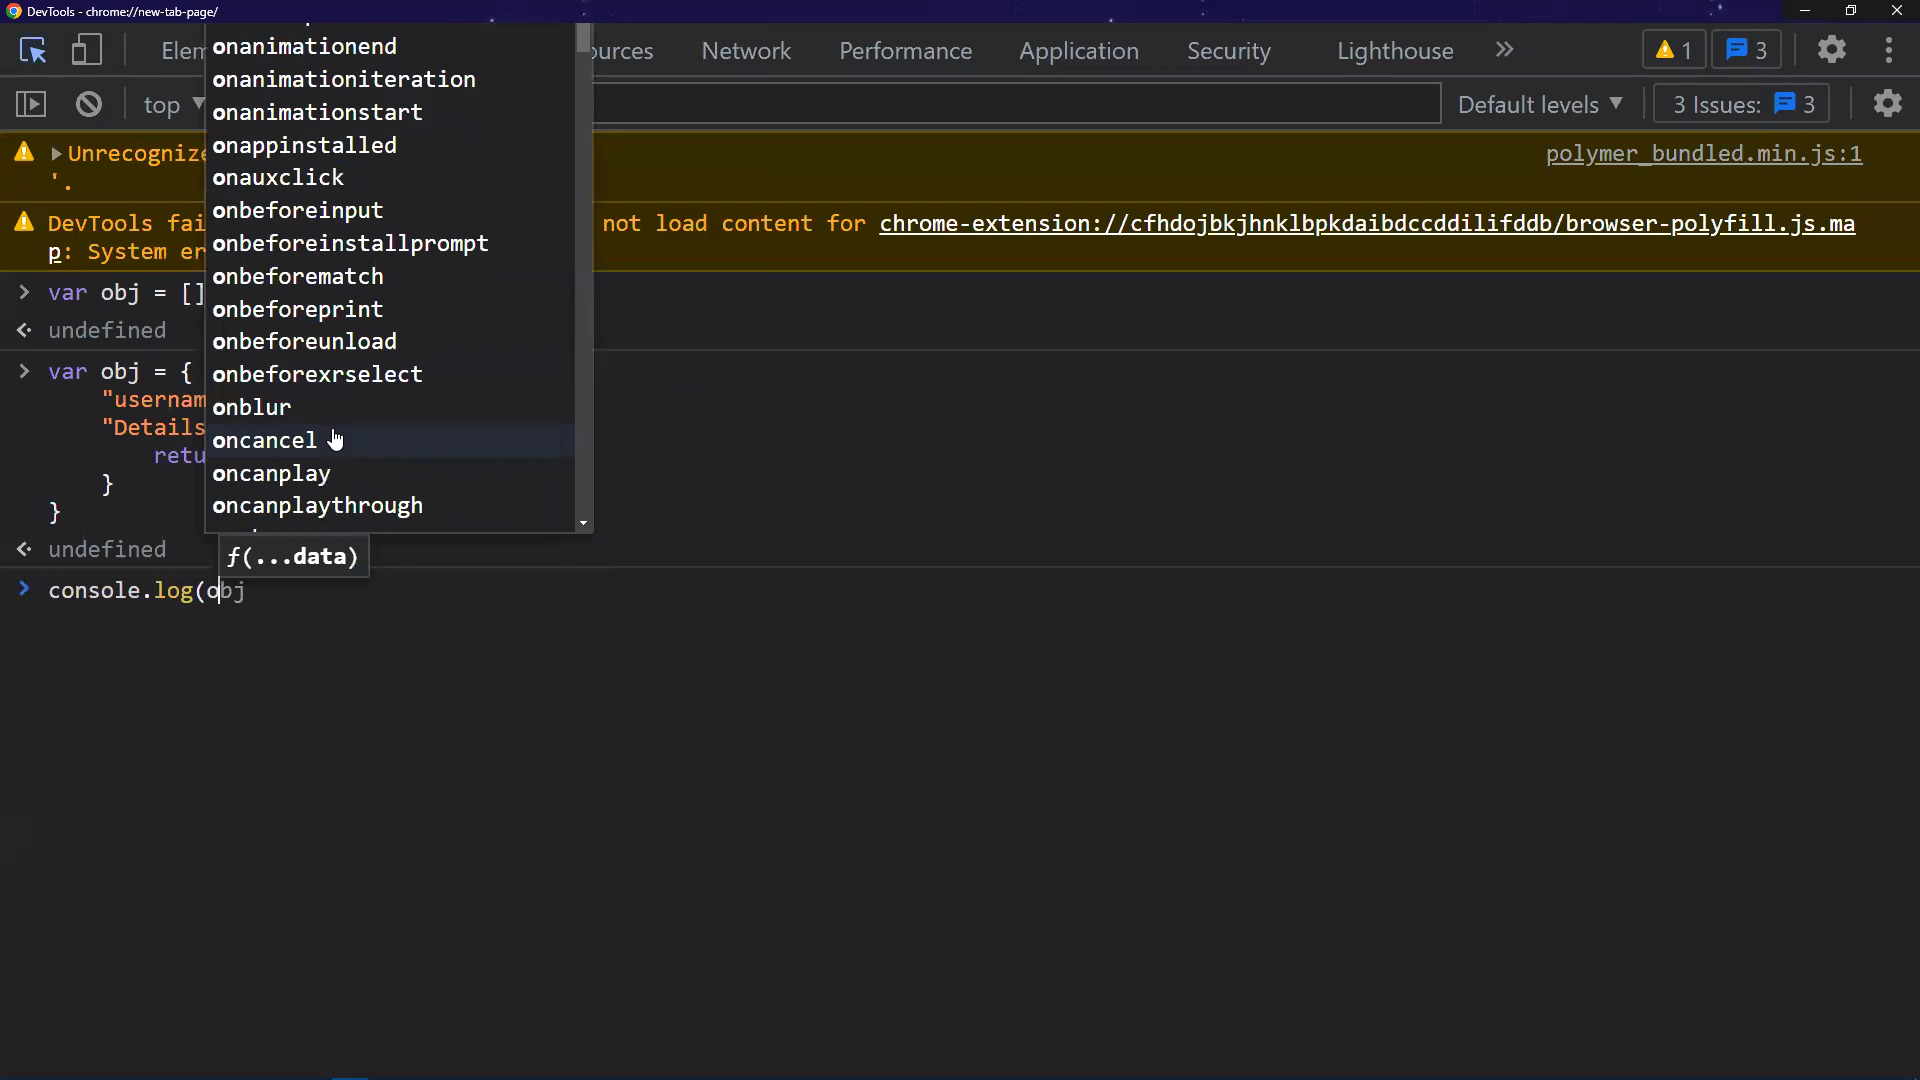 DevTools - chrome://new-tab-page/
Elem
ources
Network
Performance
Application
Security
Lighthouse
1
3
top
Default levels
3 Issues:
3
Unrecognize
polymer_bundled.min.js:1
'.
DevTools fai
not load content for chrome-extension://cfhdojbkjhnklbpkdaibdccddilifddb/browser-polyfill.js.ma
p: System er
onanimationend
onanimationiteration
onanimationstart
onappinstalled
onauxclick
onbeforeinput
onbeforeinstallprompt
onbeforematch
onbeforeprint
onbeforeunload
onbeforexrselect
onblur
oncancel
oncanplay
oncanplaythrough
> var obj = []
undefined
> var obj = {
"usernam
"Details
retu
}
}
undefined
ƒ(...data)
> console.log(obj